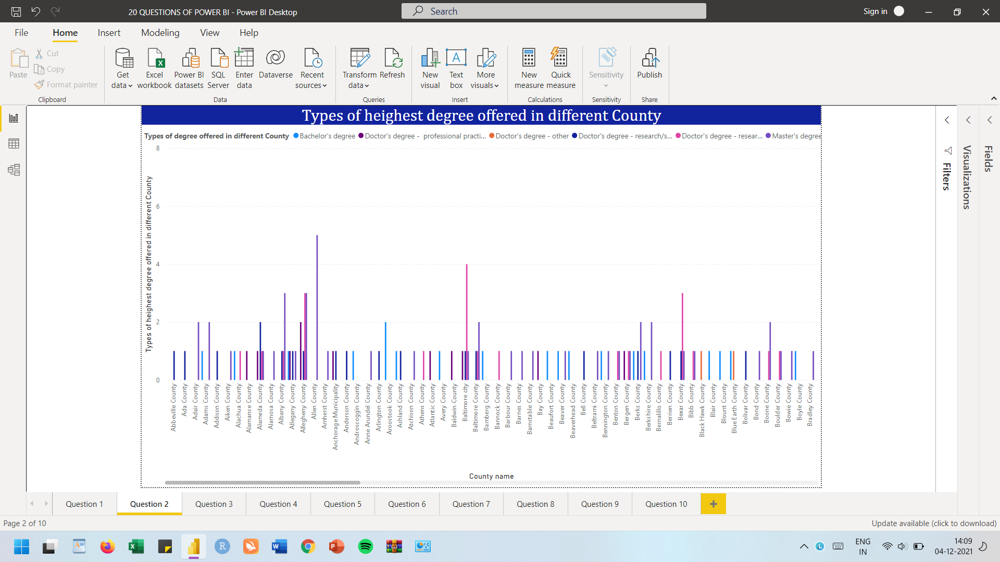 20 QUESTIONS OF POWER BI - Power BI Desktop
Search
Sign in
File Home Insert Modeling View Help
Paste
Cut
Copy
Format painter
Clipboard
Get data
Excel workbook
Power BI datasets
SQL Server
Enter data
Dataverse
Recent sources
Data
Transform data
Refresh
Queries
New visual
Text box
More visuals
Insert
New measure
Quick measure
Calculations
Sensitivity
Sensitivity
Publish
Share
Types of heighest degree offered in different County
Types of degree offered in different County Bachelor's degree Doctor's degree - professional practi... Doctor's degree - other Doctor's degree - research/s... Doctor's degree - resear... Master's degree
Types of heighest degree offered in different County
8
6
4
2
0
Abbeville County
Ada County
Adair County
Adams County
Addison County
Aiken County
Alachua County
Alamance County
Alameda County
Alamosa County
Albany County
Allegany County
Allegheny County
Allen County
Amherst County
Anchorage Municipality
Anderson County
Androscoggin County
Anne Arundel County
Arlington County
Aroostook County
Ashland County
Atchison County
Athens County
Atlantic County
Avery County
Baldwin County
Baltimore city
Baltimore County
Bamberg County
Bannock County
Barbour County
Barnes County
Barnstable County
Bay County
Beaufort County
Beaver County
Beaverhead County
Bell County
Beltrami County
Bennington County
Benton County
Bergen County
Berks County
Berkshire County
Bernalillo County
Berrien County
Bexar County
Bibb County
Black Hawk County
Blair County
Blount County
Blue Earth County
Bolivar County
Bond County
Boone County
Boulder County
Bowie County
Boyle County
Bradley County
County name
Filters
Visualizations
Fields
Question 1 Question 2 Question 3 Question 4 Question 5 Question 6 Question 7 Question 8 Question 9 Question 10
Page 2 of 10
Update available (click to download)
ENG
IN
14:09
04-12-2021